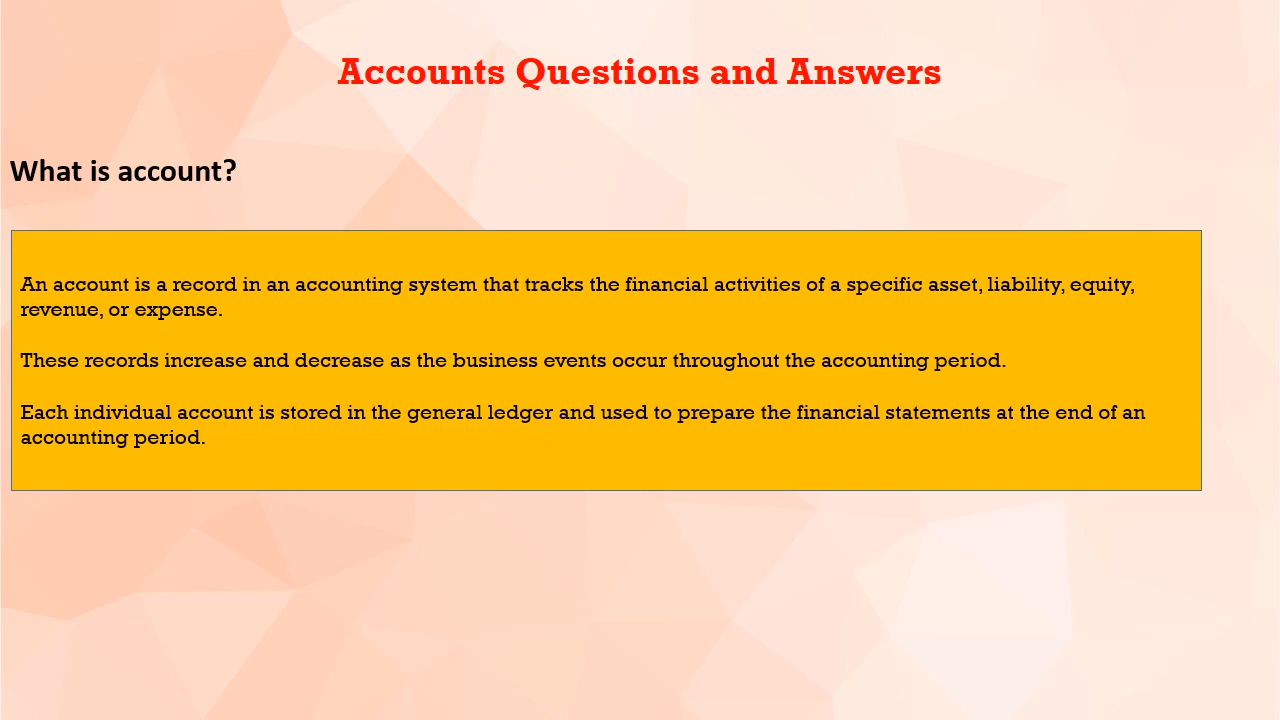 Accounts Questions and Answers
What is account?
An account is a record in an accounting system that tracks the financial activities of a specific asset, liability, equity,
revenue, or expense.
These records increase and decrease as the business events occur throughout the accounting period.
Each individual account is stored in the general ledger and used to prepare the financial statements at the end of an
accounting period.